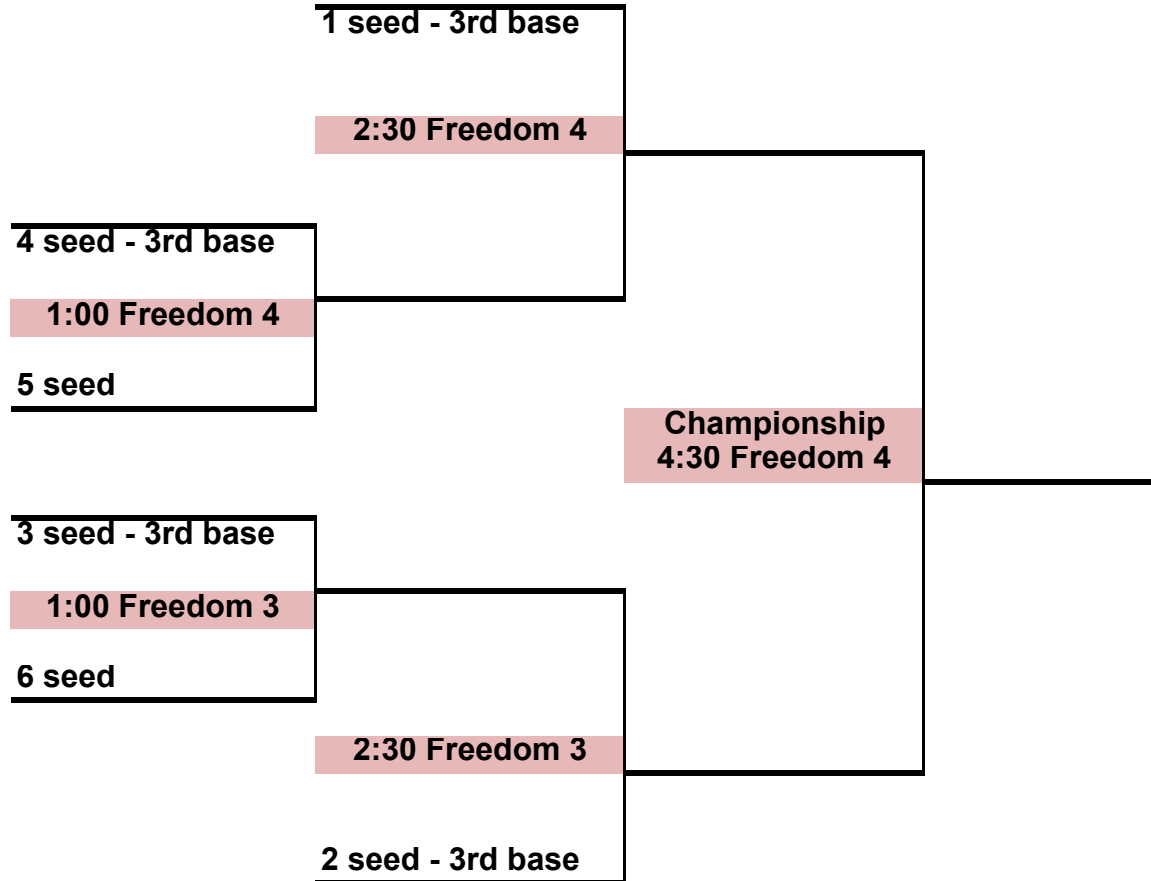 1 seed - 3rd base
2:30 Freedom 4
4 seed - 3rd base
1:00 Freedom 4
5 seed
Championship
4:30 Freedom 4
3 seed - 3rd base
1:00 Freedom 3
6 seed
2:30 Freedom 3
2 seed - 3rd base